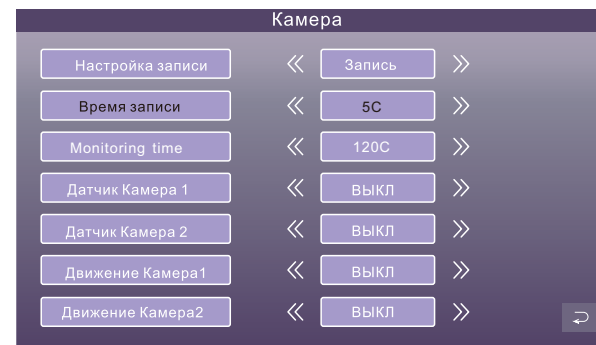 Камера
Настройка записи Запись
Время записи 5С
Monitoring time 120С
Датчик Камера 1 ВЫКЛ
Датчик Камера 2 ВЫКЛ
Движение Камера1 ВЫКЛ
Движение Камера2 ВЫКЛ